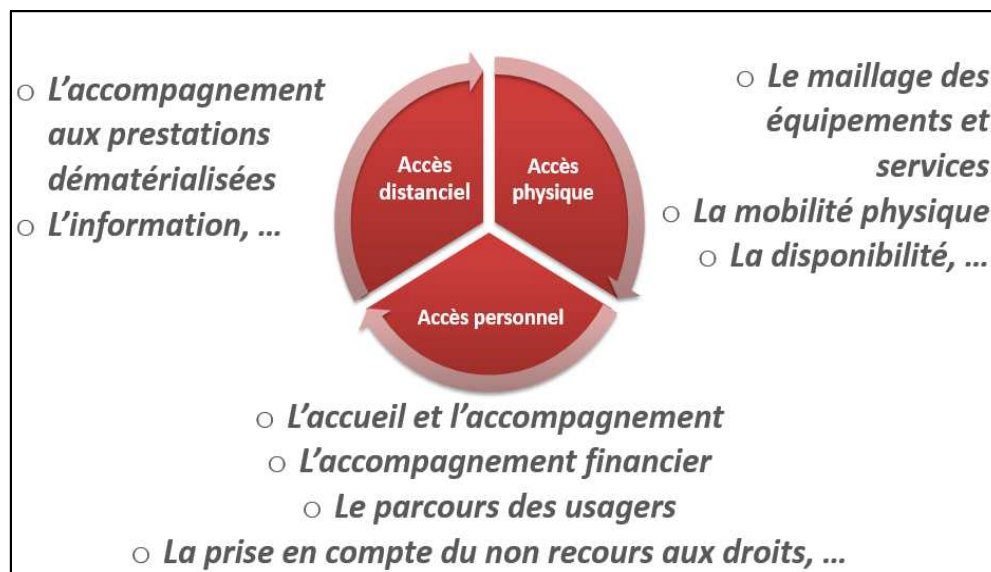 ○ L'accompagnement
aux prestations
dématérialisées
○ L'information, ...
Accès
distanciel
Accès
physique
Accès personnel
○ Le maillage des
équipements et
services
○ La mobilité physique
○ La disponibilité, ...
○ L'accueil et l'accompagnement
○ L'accompagnement financier
○ Le parcours des usagers
○ La prise en compte du non recours aux droits, ...